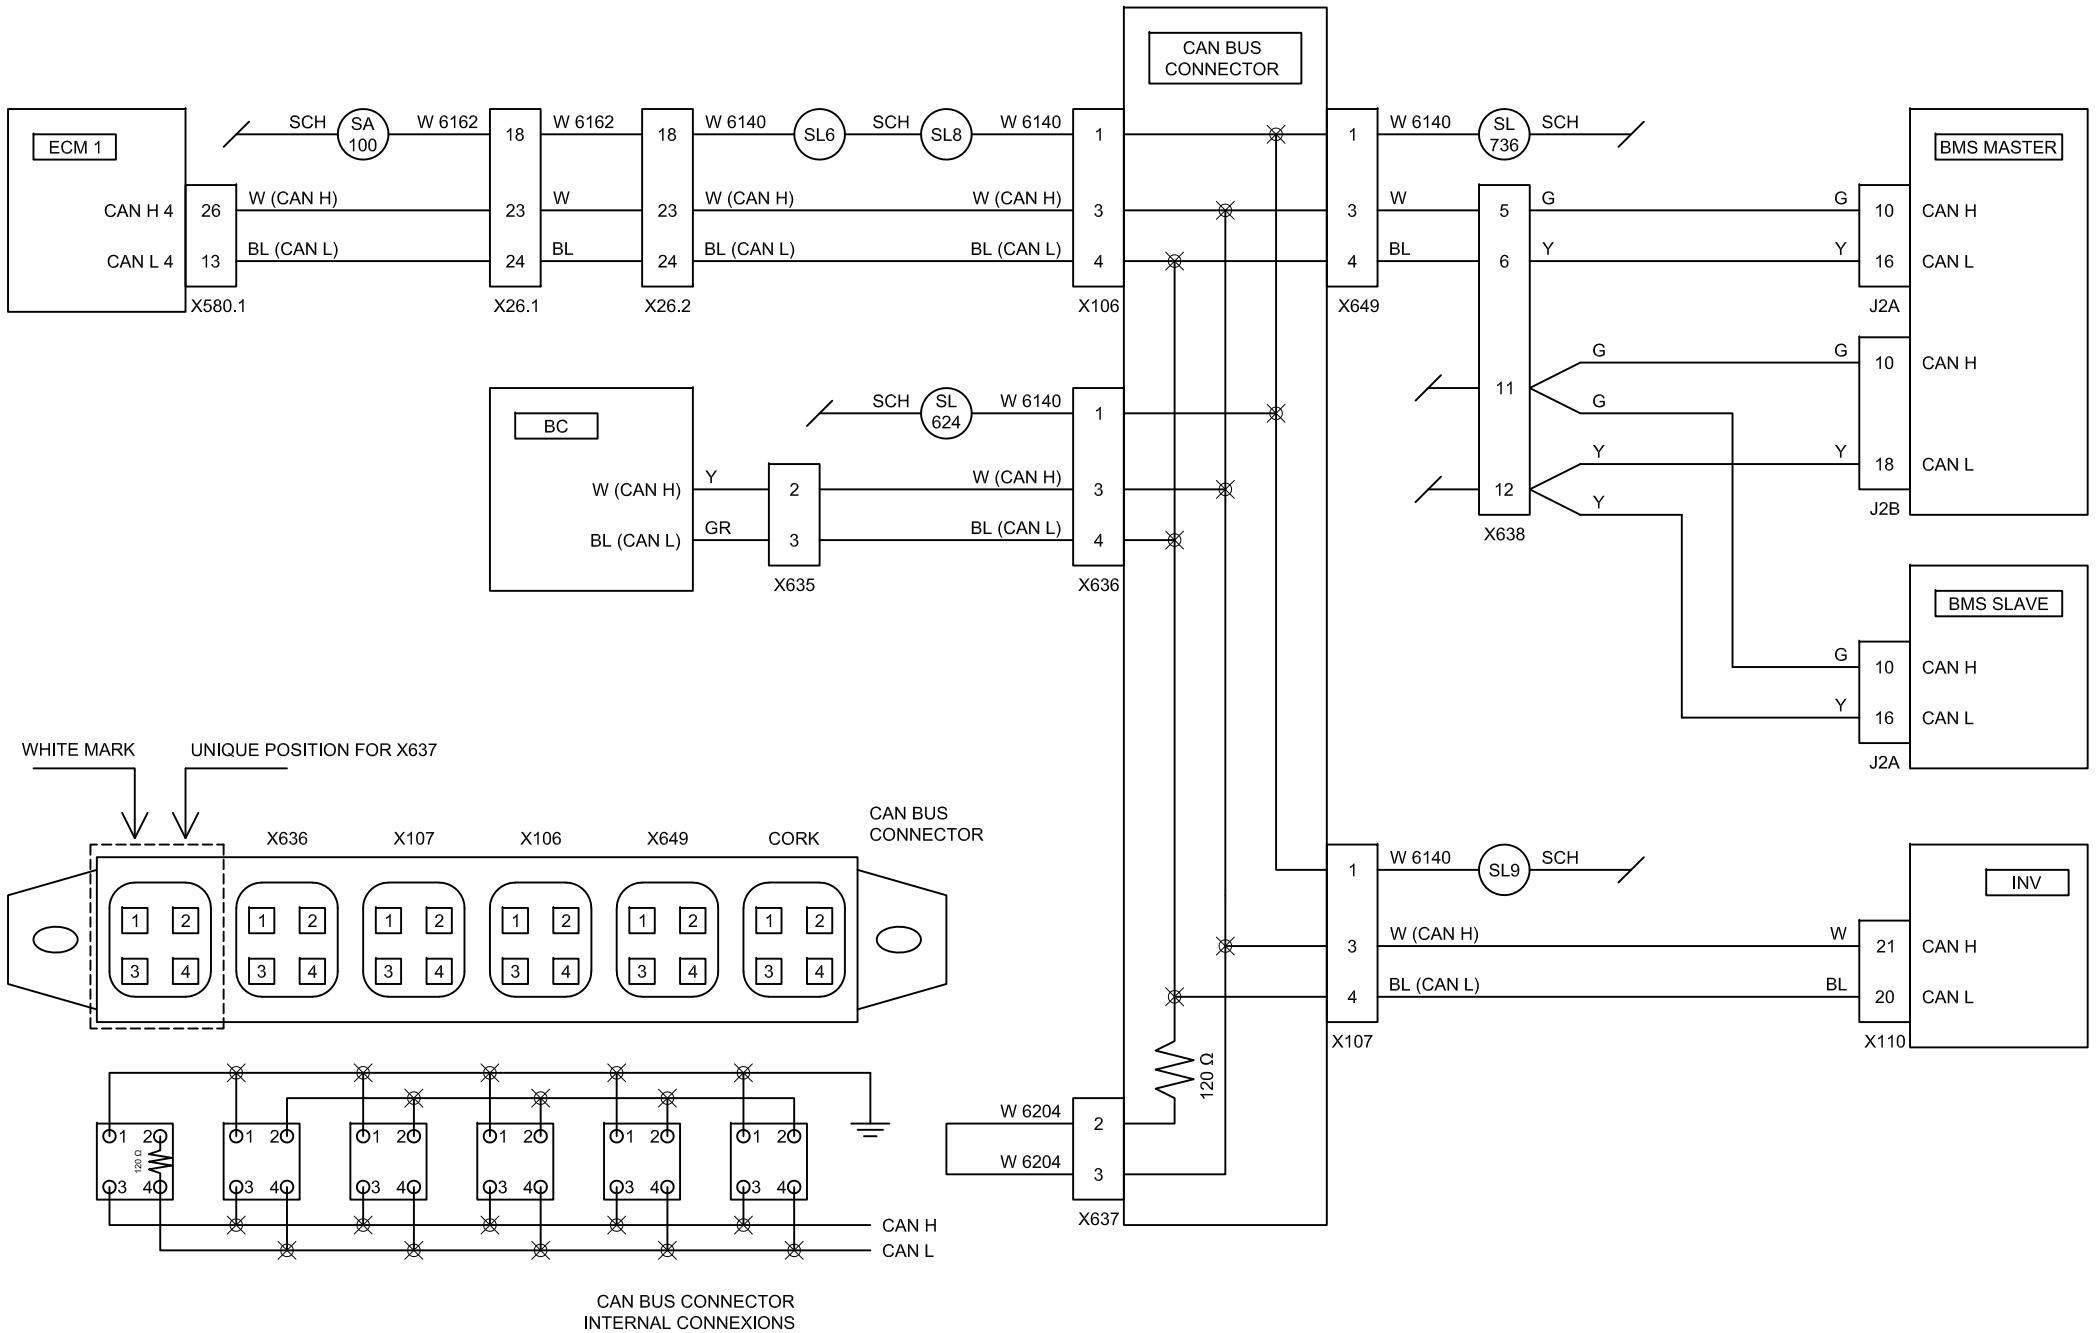 CAN BUS
CONNECTOR
ECM 1
SCH
SA
100
W 6162
18
W 6162
18
W 6140
SL6
SCH
SL8
W 6140
1
1
W 6140
SL
736
SCH
BMS MASTER
CAN H 4
26
W (CAN H)
23
W
23
W (CAN H)
W (CAN H)
3
3
W
5
G
G
10
CAN H
CAN L 4
13
BL (CAN L)
24
BL
24
BL (CAN L)
BL (CAN L)
4
4
BL
6
Y
Y
16
CAN L
X580.1
X26.1
X26.2
X106
X649
J2A
G
G
10
CAN H
11
G
Y
Y
18
CAN L
12
Y
J2B
X638
BC
SCH
SL
624
W 6140
1
W (CAN H)
Y
2
W (CAN H)
3
BL (CAN L)
GR
3
BL (CAN L)
4
X635
X636
BMS SLAVE
G
10
CAN H
Y
16
CAN L
J2A
WHITE MARK
UNIQUE POSITION FOR X637
X636
X107
X106
X649
CORK
CAN BUS
CONNECTOR
1
2
1
2
1
2
1
2
1
2
1
2
3
4
3
4
3
4
3
4
3
4
3
4
1
W 6140
SL9
SCH
INV
3
W (CAN H)
W
21
CAN H
4
BL (CAN L)
BL
20
CAN L
X107
X110
120 Ω
W 6204
2
W 6204
3
X637
1
2
1
2
1
2
1
2
1
2
1
2
120 Ω
3
4
3
4
3
4
3
4
3
4
3
4
CAN H
CAN L
CAN BUS CONNECTOR
INTERNAL CONNEXIONS